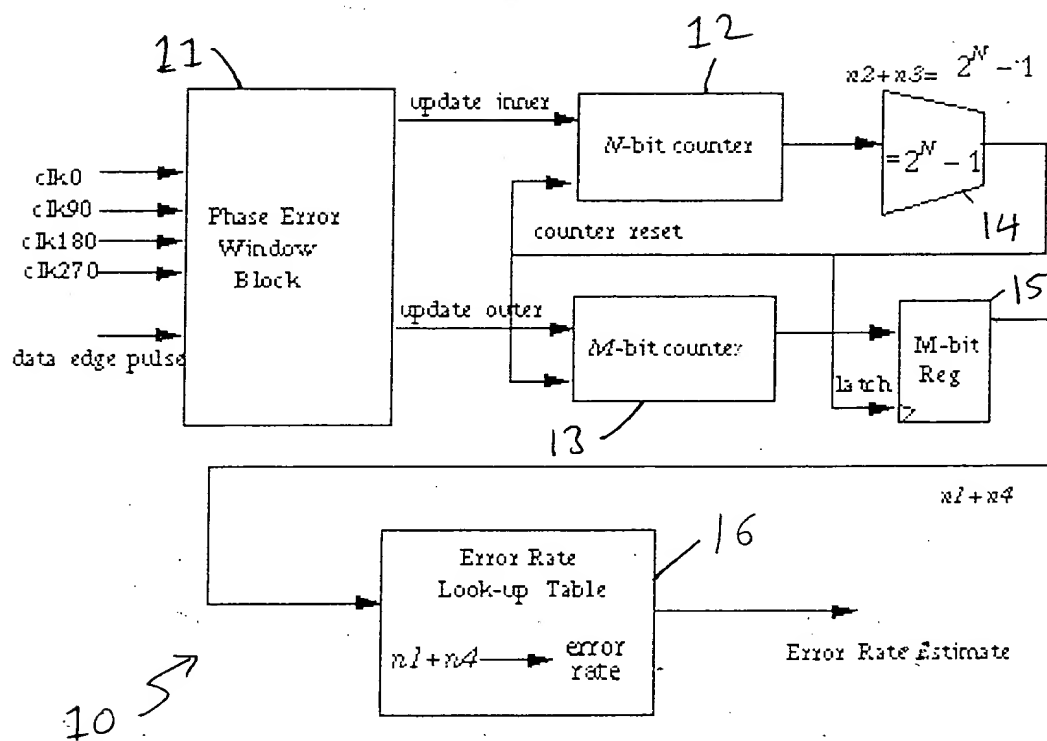 11
12
n2+n3= 2^N - 1
update inner
N-bit counter
= 2^N - 1
clk0
clk90
clk180
clk270
Phase Error
Window
Block
counter reset
14
update outer
15
data edge pulse
M-bit counter
M-bit
Reg
latch
13
n1+n4
Error Rate
Look-up Table
16
n1+n4
error
rate
Error Rate Estimate
10